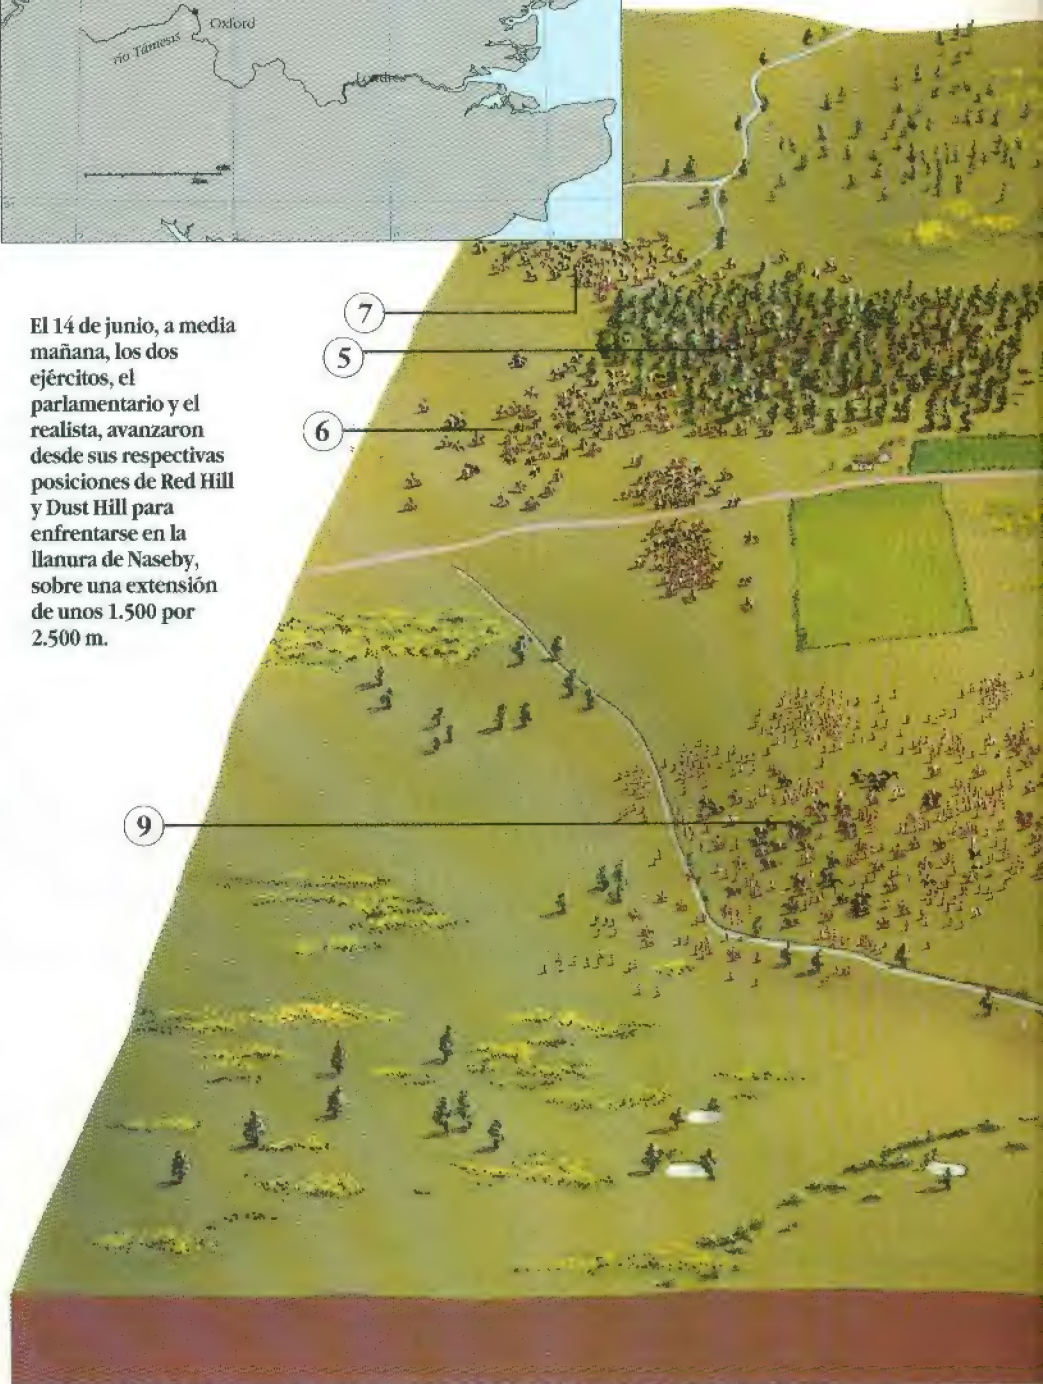 Oxford
río Támesis
Londres
7
5
6
El 14 de junio, a media
mañana, los dos
ejércitos, el
parlamentario y el
realista, avanzaron
desde sus respectivas
posiciones de Red Hill
y Dust Hill para
enfrentarse en la
llanura de Naseby,
sobre una extensión
de unos 1.500 por
2.500 m.
9